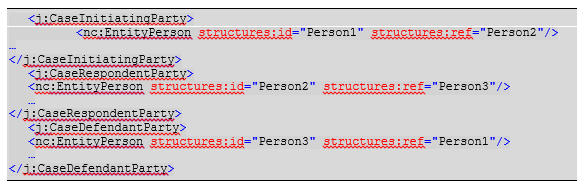 <j:CaseInitiatingParty>
<nc:EntityPerson structures:id="Person1" structures:ref="Person2"/>
…
</j:CaseInitiatingParty>
<j:CaseRespondentParty>
<nc:EntityPerson structures:id="Person2" structures:ref="Person3"/>
…
</j:CaseRespondentParty>
<j:CaseDefendantParty>
<nc:EntityPerson structures:id="Person3" structures:ref="Person1"/>
…
</j:CaseDefendantParty>